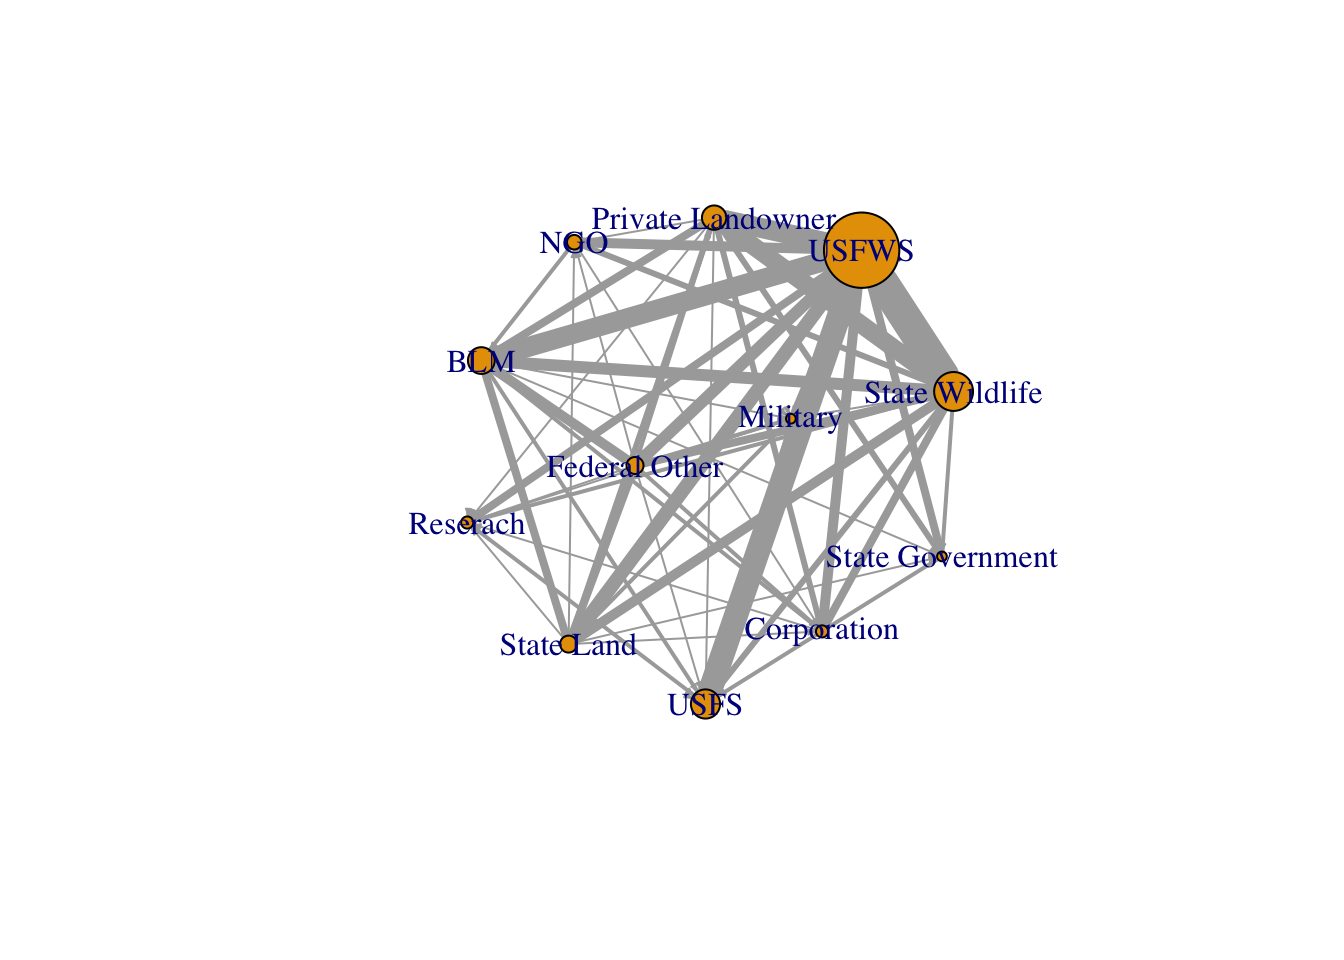 Private Landowner
NGO
USFWS
BLM
State Wildlife
Military
Federal Other
Reserach
State Government
Corporation
State Land
USFS